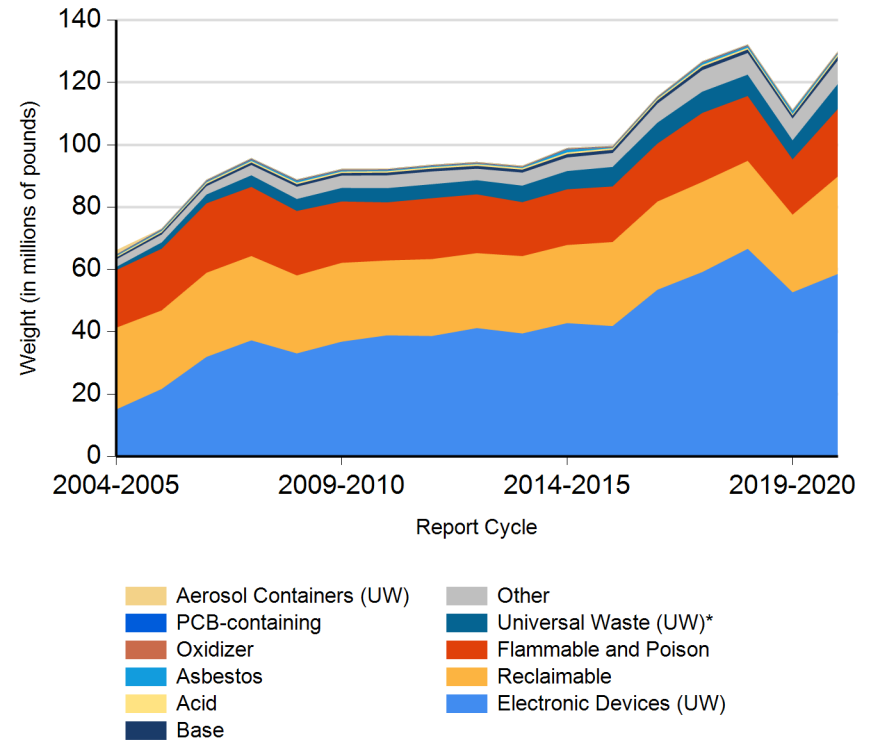 140
120
100
80
60
40
20
0
Weight (in millions of pounds)
2004-2005 2009-2010 2014-2015 2019-2020
Report Cycle
Aerosol Containers (UW)
PCB-containing
Oxidizer
Asbestos
Acid
Base
Other
Universal Waste (UW)*
Flammable and Poison
Reclaimable
Electronic Devices (UW)